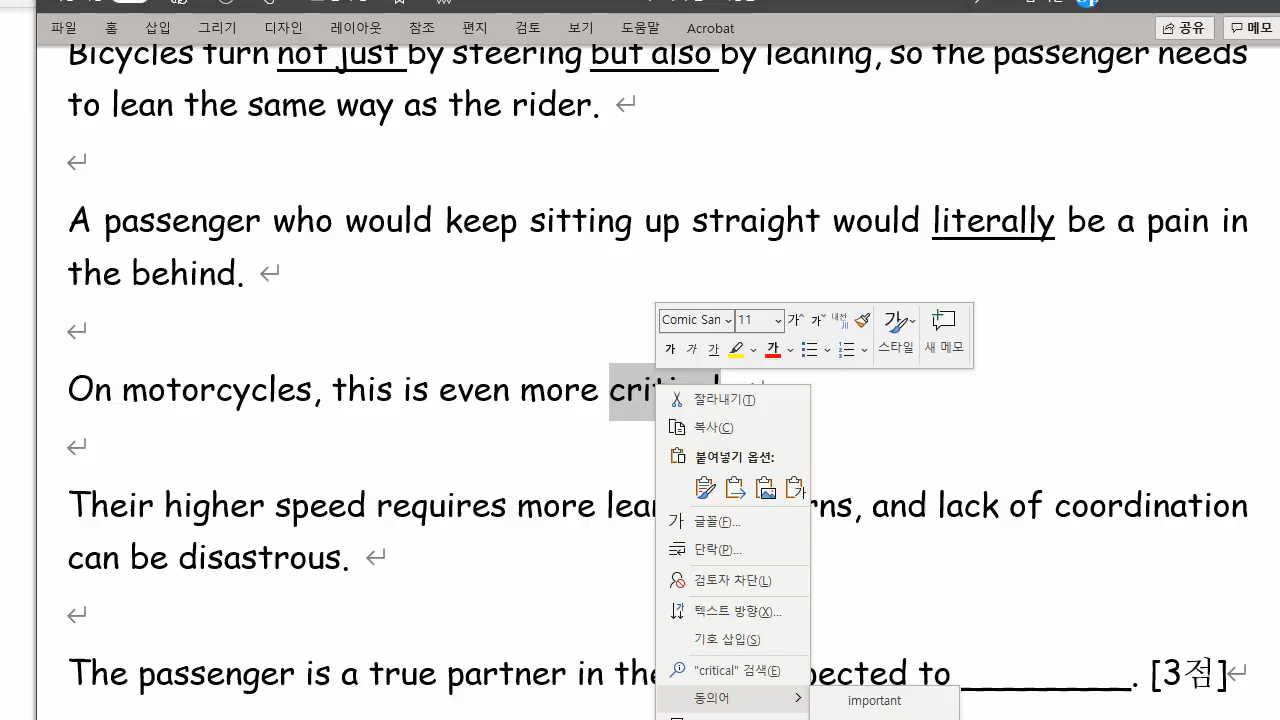 파일 홈 삽입 그리기 디자인 레이아웃 참조 편지 검토 보기 도움말 Acrobat 공유 메모
Bicycles turn not just by steering but also by leaning, so the passenger needs
to lean the same way as the rider.
A passenger who would keep sitting up straight would literally be a pain in
the behind.
Comic San 11
스타일 새 메모
On motorcycles, this is even more critical
잘라내기(T)
복사(C)
붙여넣기 옵션:
Their higher speed requires more lea rns, and lack of coordination
글꼴(F)...
can be disastrous.
단락(P)...
검토자 차단(L)
텍스트 방향(X)...
기호 삽입(S)
"critical" 검색(E)
The passenger is a true partner in the pected to _________. [3점]
동의어
important